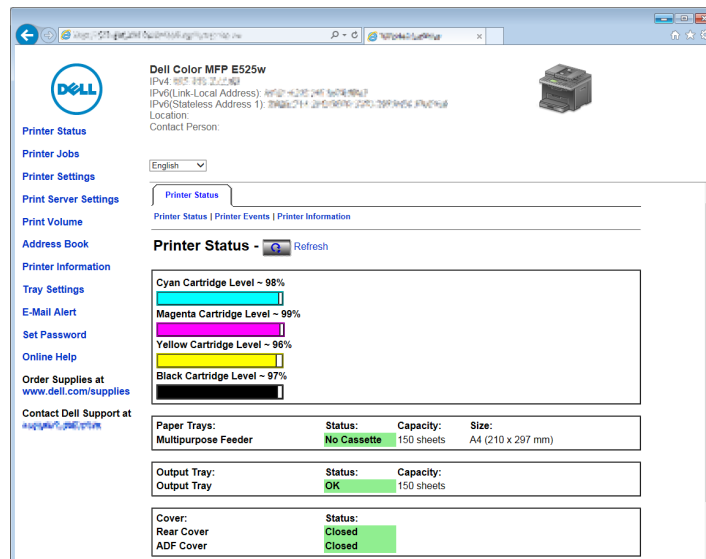 Dell Color MFP E525w
IPv4:
IPv6(Link-Local Address):
IPv6(Stateless Address 1):
Location:
Contact Person:
DELL
Printer Status
Printer Jobs
Printer Settings
Print Server Settings
Print Volume
Address Book
Printer Information
Tray Settings
E-Mail Alert
Set Password
Online Help
Order Supplies at
www.dell.com/supplies
Contact Dell Support at
English
Printer Status
Printer Status | Printer Events | Printer Information
Printer Status - Refresh
Cyan Cartridge Level ~ 98%
Magenta Cartridge Level ~ 99%
Yellow Cartridge Level ~ 96%
Black Cartridge Level ~ 97%
Paper Trays: Status: Capacity: Size:
Multipurpose Feeder No Cassette 150 sheets A4 (210 x 297 mm)
Output Tray: Status: Capacity:
Output Tray OK 150 sheets
Cover: Status:
Rear Cover Closed
ADF Cover Closed